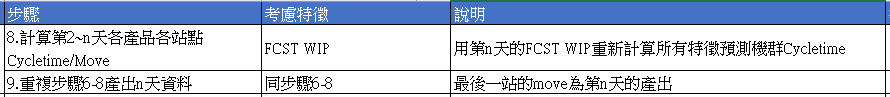 步驟 考慮特徵 說明
8.計算第2~n天各產品各站點 FCST WIP 用第n天的FCST WIP重新計算所有特徵預測機群Cycletime
Cycletime/Move
9.重複步驟6-8產出n天資料 同步驟6-8 最後一站的move為第n天的產出